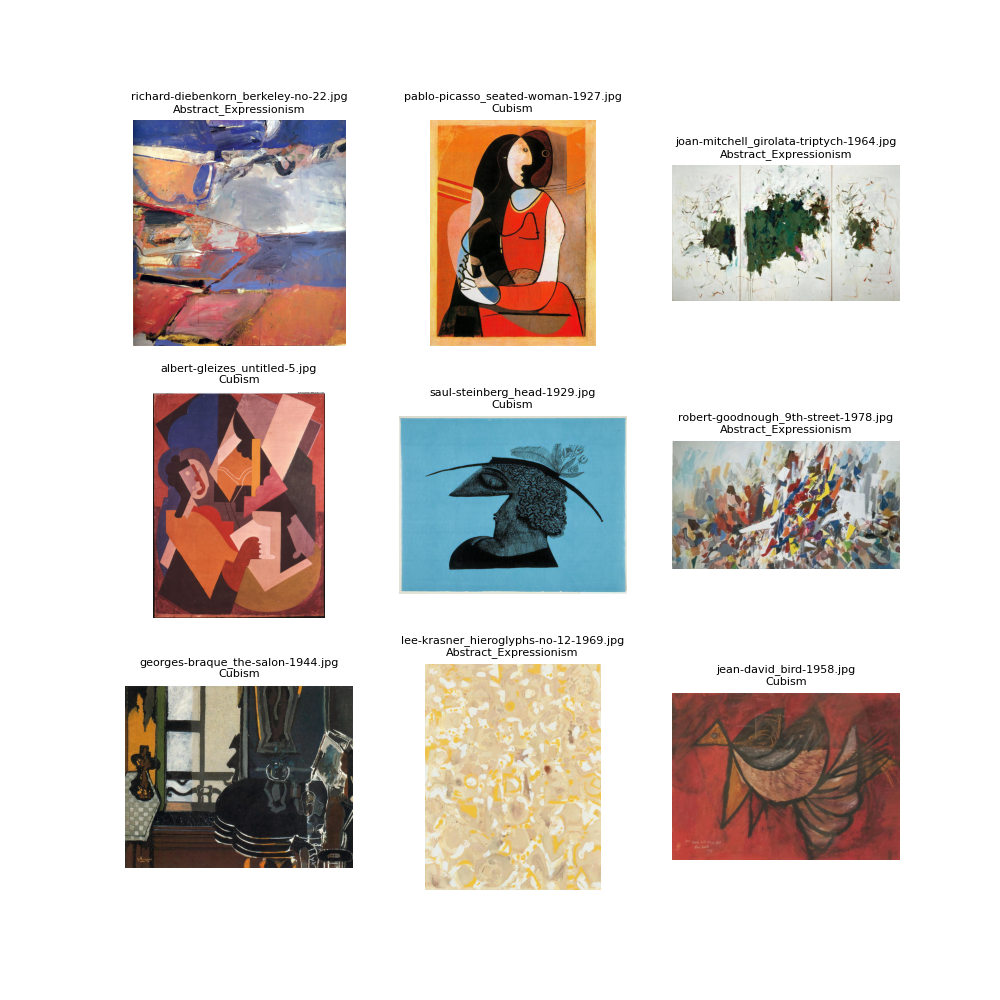 richard-diebenkorn_berkeley-no-22.jpg
Abstract_Expressionism
pablo-picasso_seated-woman-1927.jpg
Cubism
joan-mitchell_girolata-triptych-1964.jpg
Abstract_Expressionism
albert-gleizes_untitled-5.jpg
Cubism
saul-steinberg_head-1929.jpg
Cubism
robert-goodnough_9th-street-1978.jpg
Abstract_Expressionism
georges-braque_the-salon-1944.jpg
Cubism
lee-krasner_hieroglyphs-no-12-1969.jpg
Abstract_Expressionism
jean-david_bird-1958.jpg
Cubism